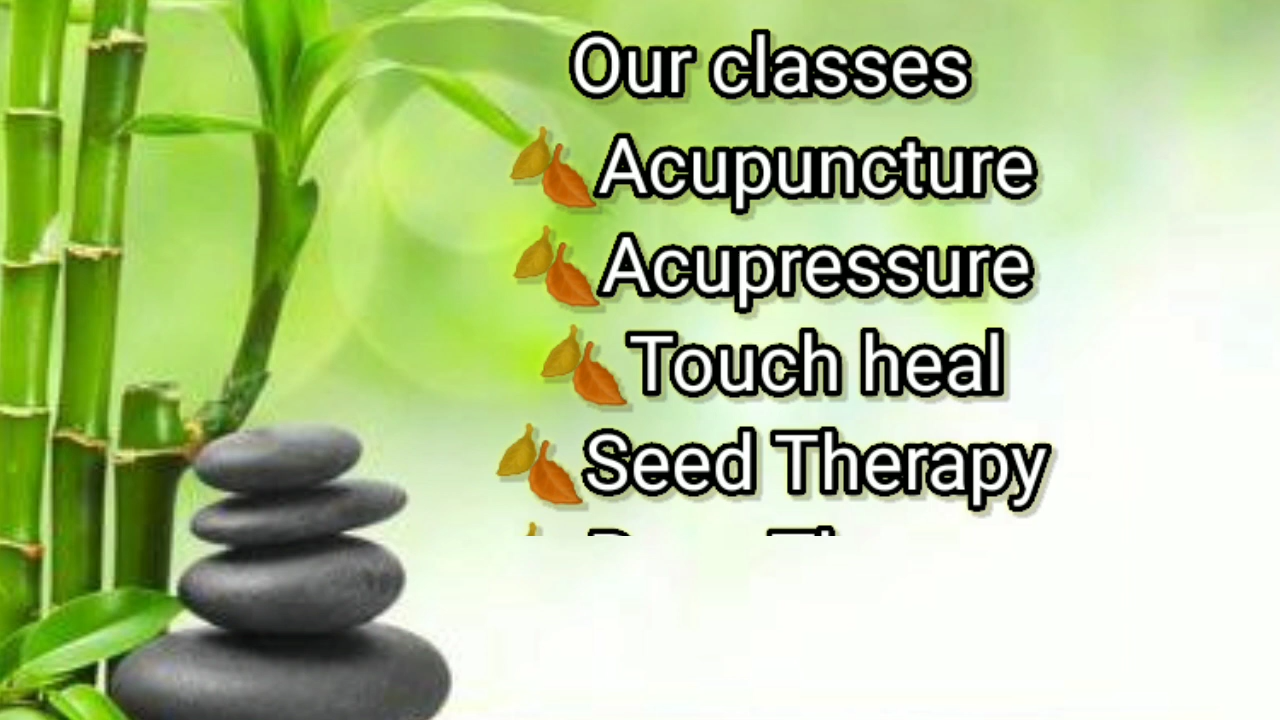 Our classes
🍂Acupuncture
🍂Acupressure
🍂Touch heal
🍂Seed Therapy